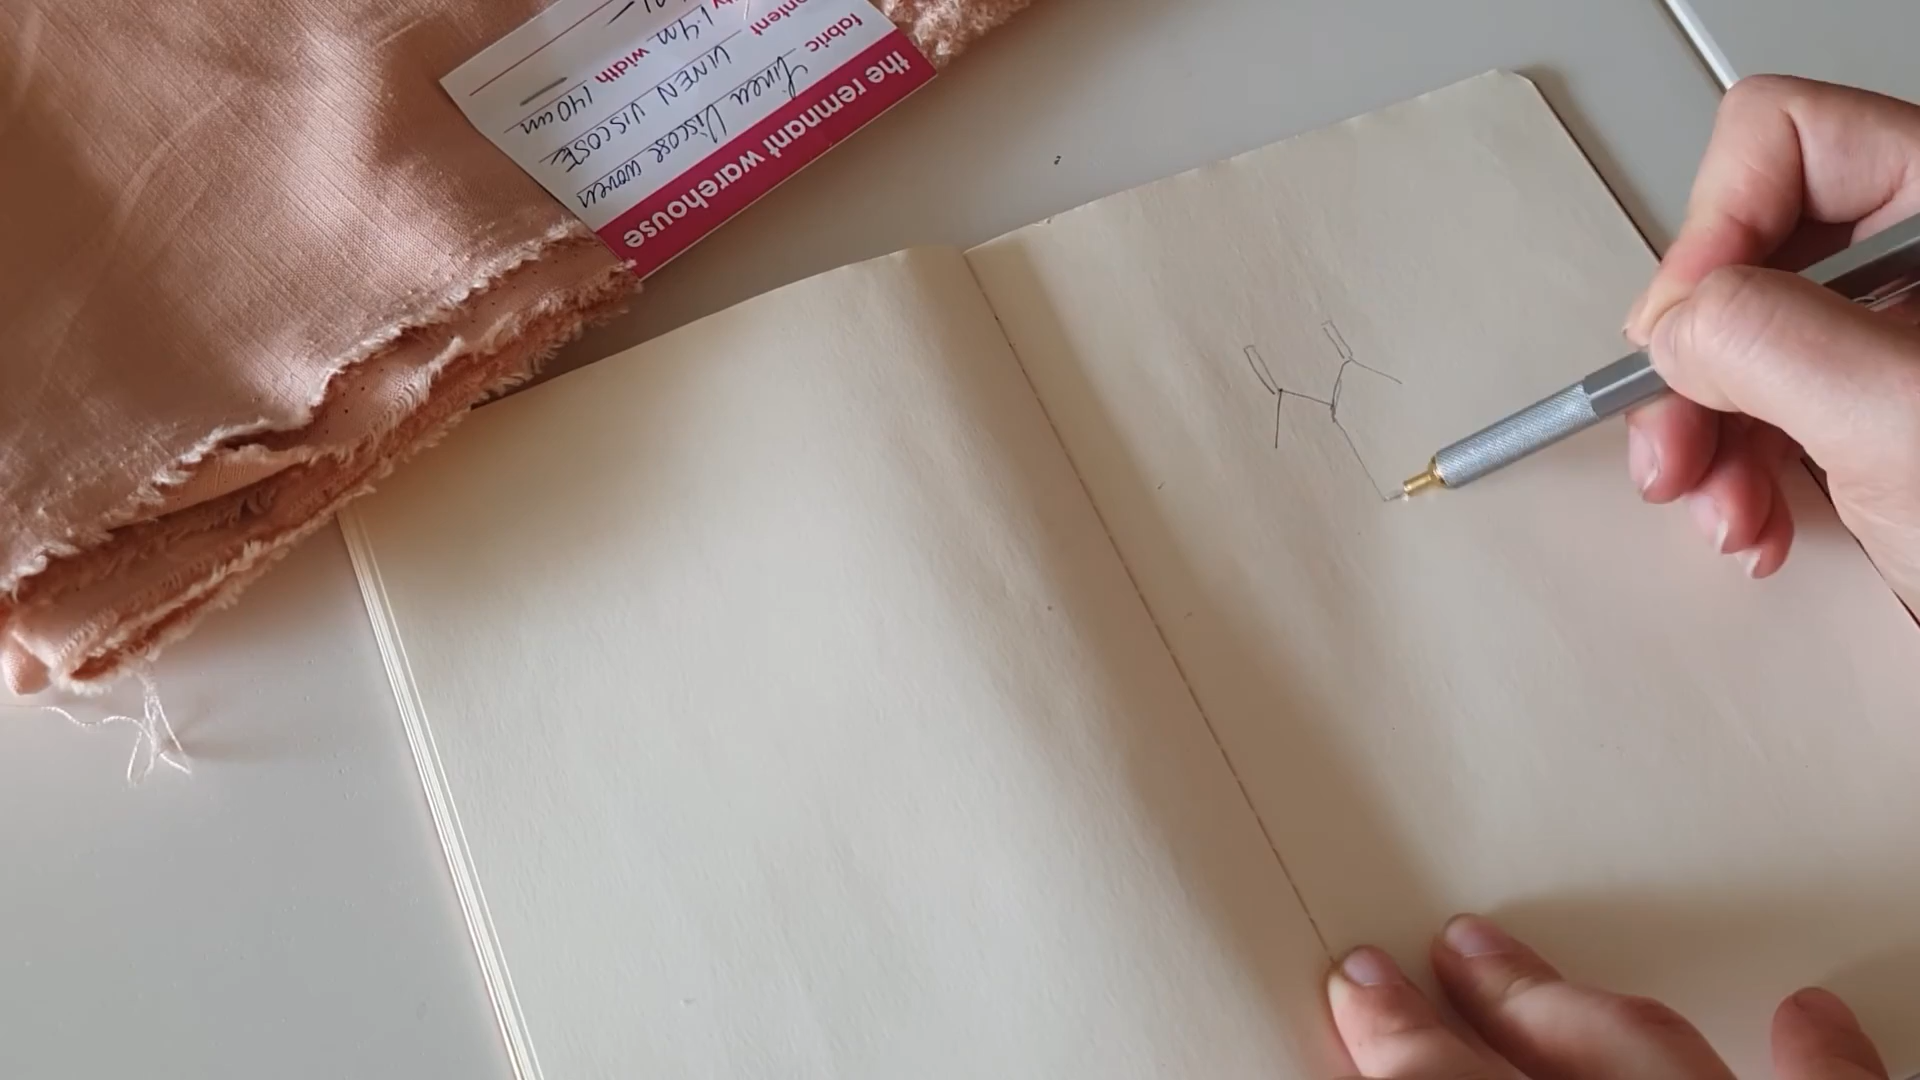 the remnant warehouse
fabric Linen Viscose woven
content LINEN VISCOSE
1.4m width 140cm